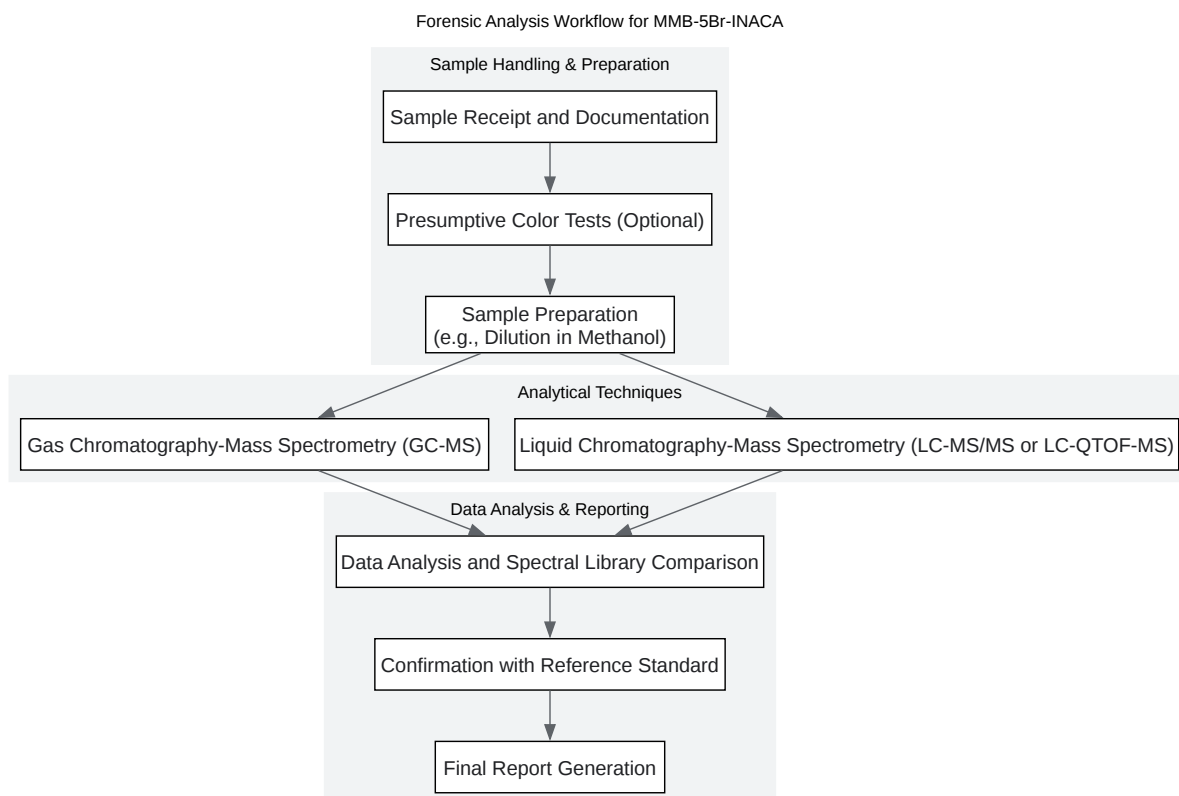 Forensic Analysis Workflow for MMB-5Br-INACA
Sample Handling & Preparation
Sample Receipt and Documentation
Presumptive Color Tests (Optional)
Sample Preparation
(e.g., Dilution in Methanol)
Analytical Techniques
Gas Chromatography-Mass Spectrometry (GC-MS)
Liquid Chromatography-Mass Spectrometry (LC-MS/MS or LC-QTOF-MS)
Data Analysis & Reporting
Data Analysis and Spectral Library Comparison
Confirmation with Reference Standard
Final Report Generation